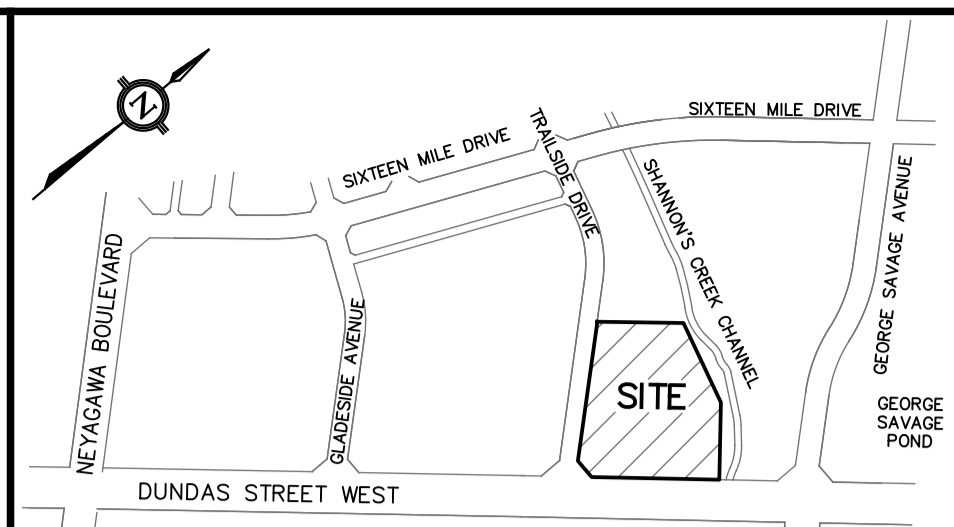 SIXTEEN MILE DRIVE
N
TRAILSIDE DRIVE
SIXTEEN MILE DRIVE
SHANNON'S CREEK CHANNEL
GEORGE SAVAGE AVENUE
NEYAGAWA BOULEVARD
GLADESIDE AVENUE
SITE
GEORGE
SAVAGE
POND
DUNDAS STREET WEST